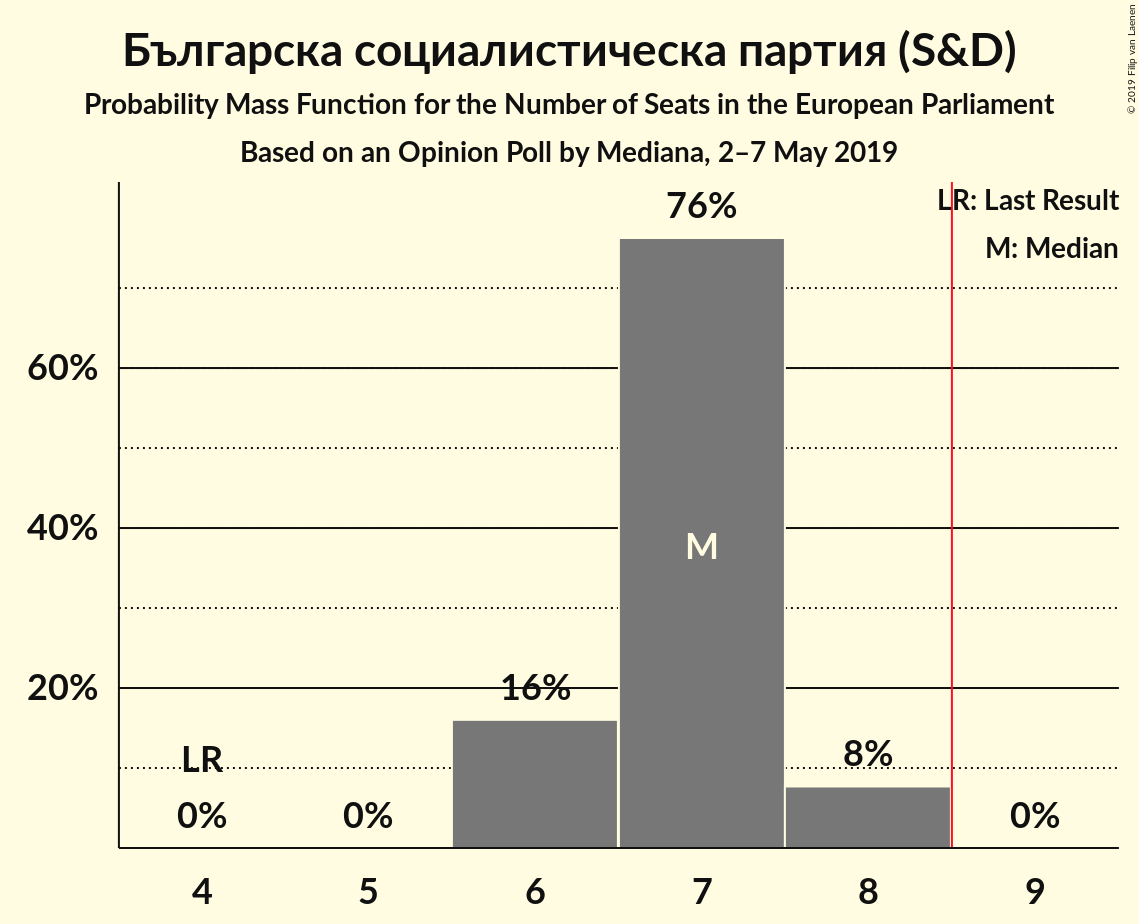 Българска социалистическа партия (S&D)
Probability Mass Function for the Number of Seats in the European Parliament
Based on an Opinion Poll by Mediana, 2–7 May 2019
© 2019 Filip van Laenen
LR: Last Result
M: Median
76%
60%
40%
M
20%
16%
LR
8%
0%
0%
0%
4
5
6
7
8
9